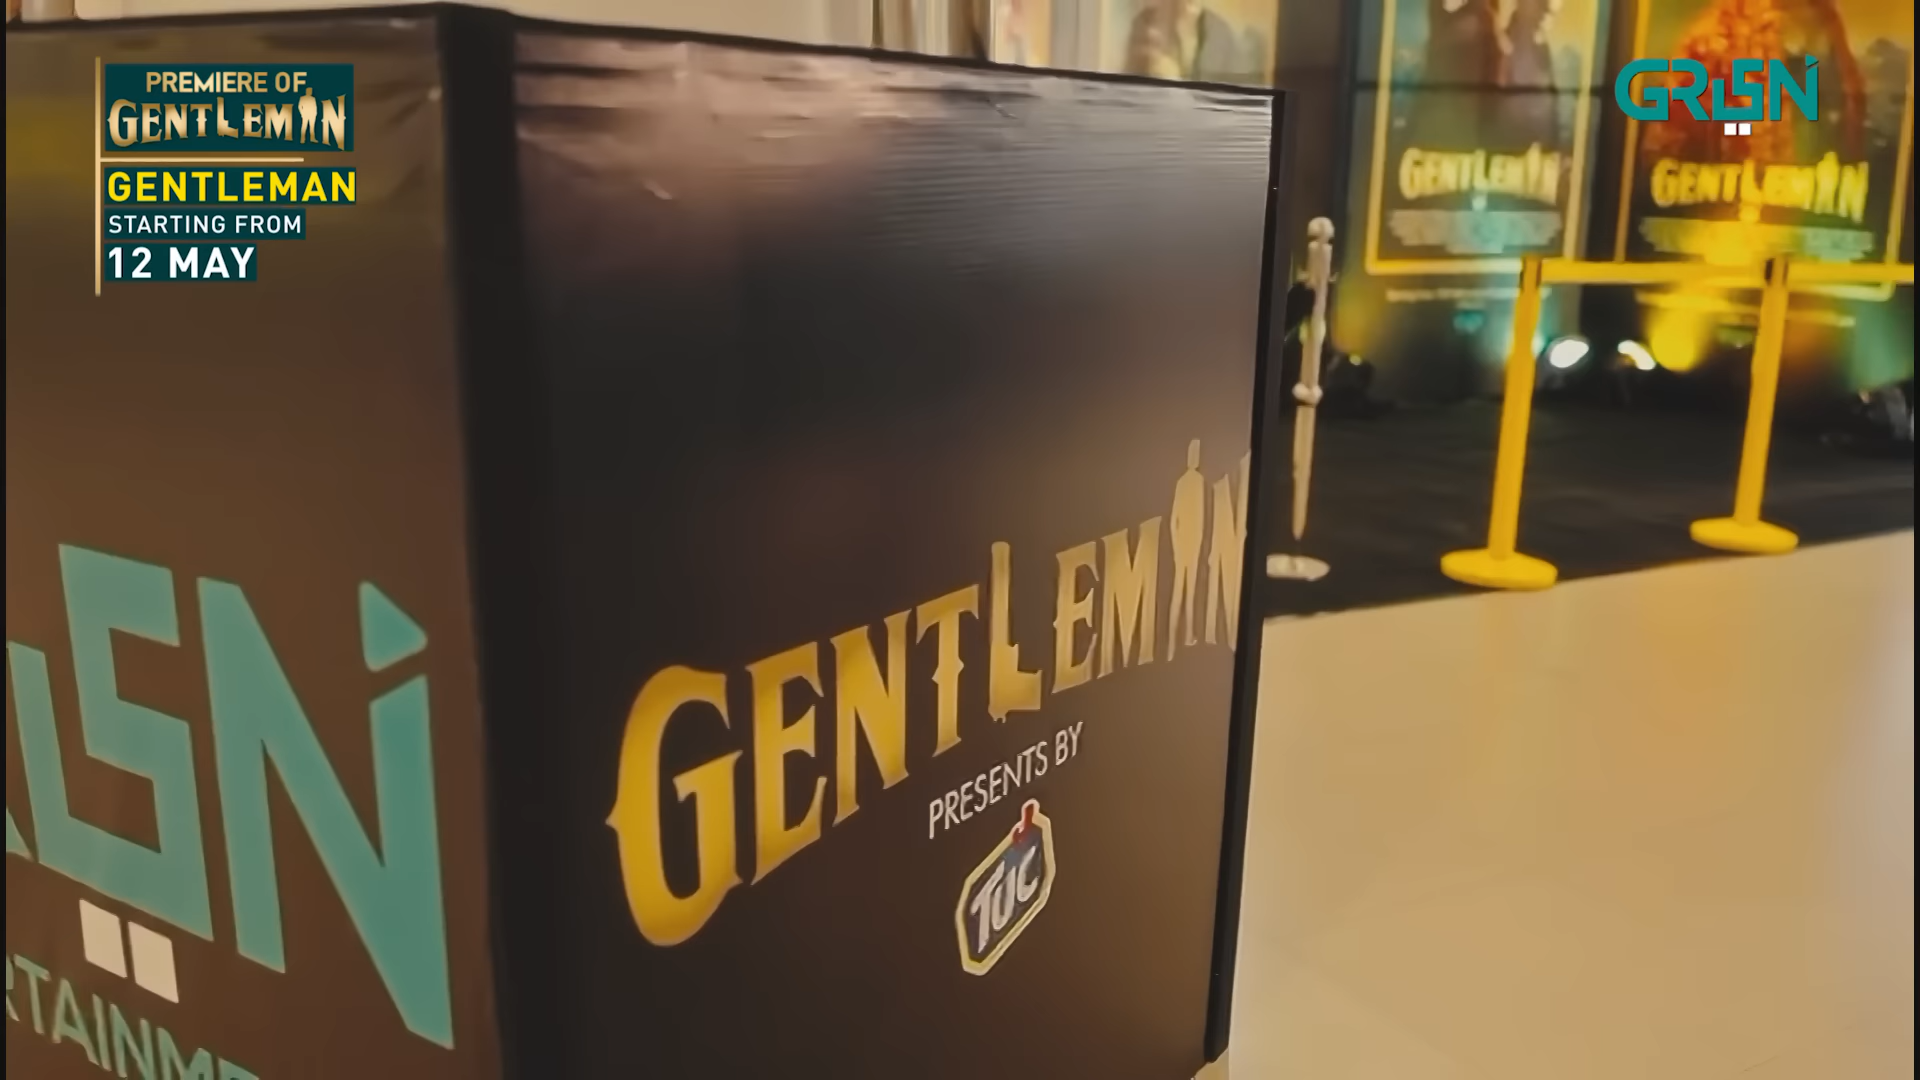 PREMIERE OF
GENTLEMAN
GENTLEMAN
STARTING FROM
12 MAY
GREEN
GENTLEMAN
GENTLEMAN
GENTLEMAN
PRESENTS BY
TUC